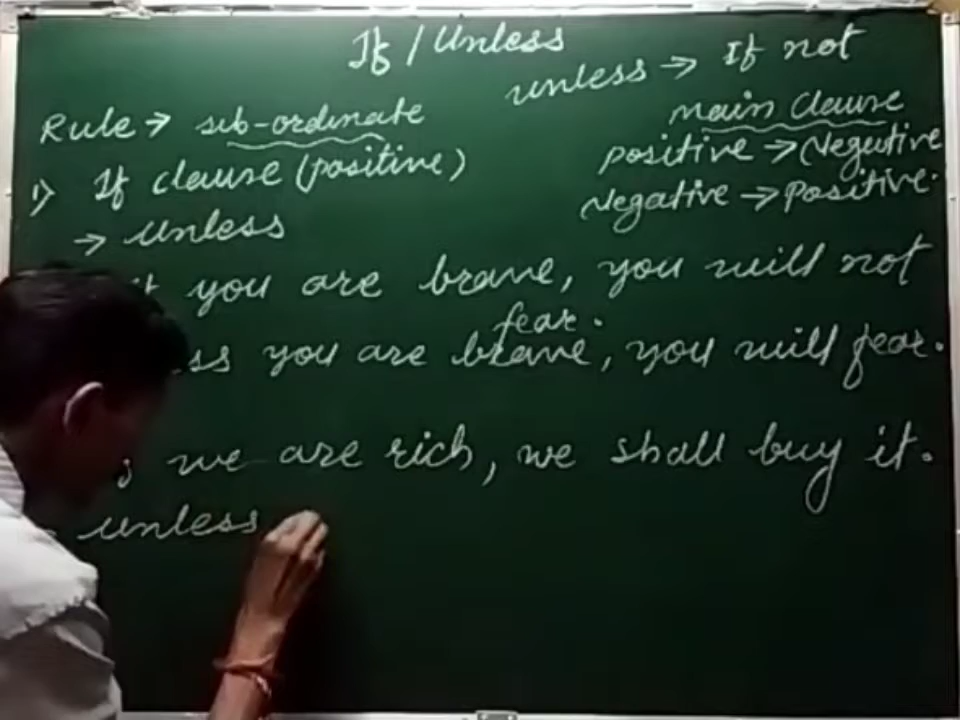 If / Unless
unless → If not
Rule → sub-ordinate
main clause
1) If clause (positive)
positive → Negative
→ unless
Negative → Positive.
you are brave, you will not
fear.
you are brave, you will fear.
we are rich, we shall buy it.
unless